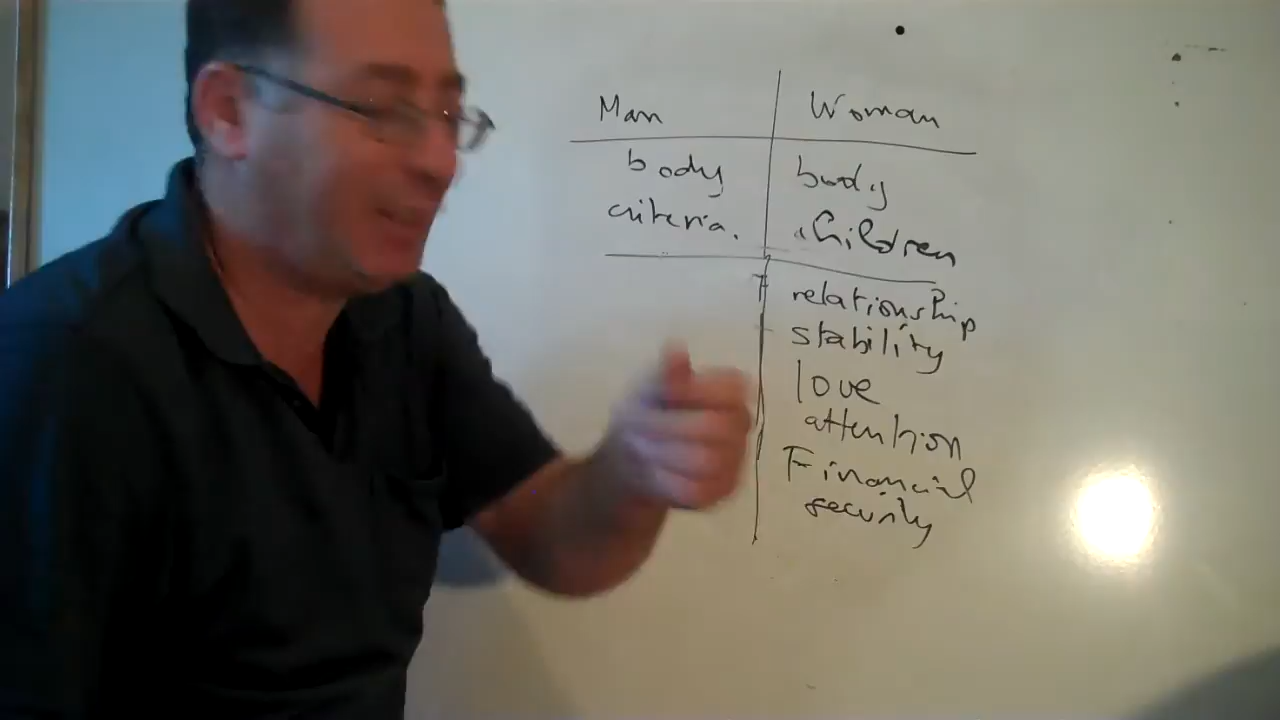 Man Woman
body body
criteria. children
relationship
stability
love
attention
Financial
security